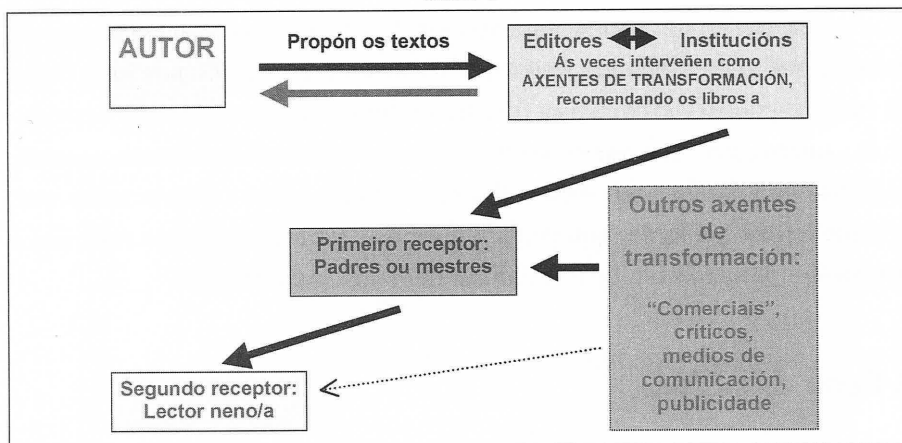 AUTOR
Propón os textos
Editores Institucións
Ás veces interveñen como
AXENTES DE TRANSFORMACIÓN,
recomendando os libros a
Outros axentes
de
transformación:
"Comerciais",
críticos,
medios de
comunicación,
publicidade
Primeiro receptor:
Padres ou mestres
Segundo receptor:
Lector neno/a